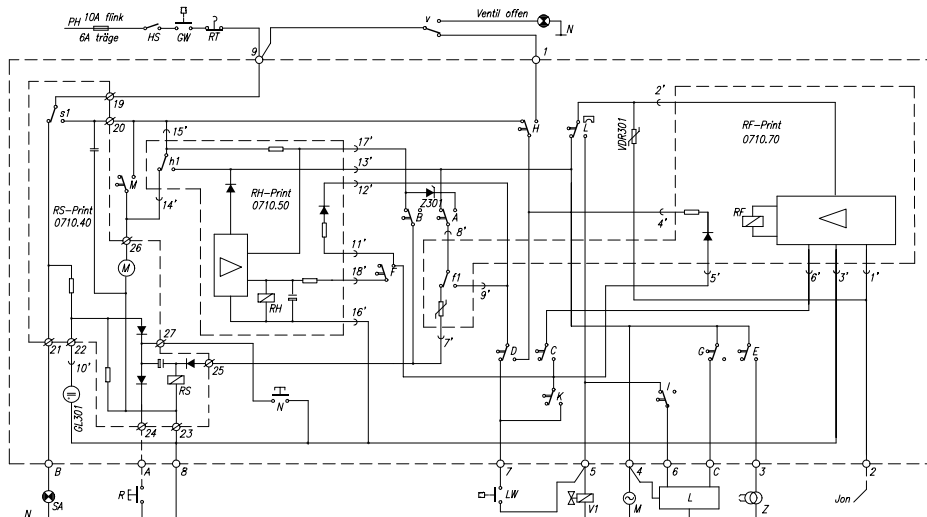 PH 10A flink
6A träge
HS GW RT
v Ventil offen N
9 1
19
20
s1
15'
17'
13'
12'
h1
14'
M
RS-Print
0710.40
RH-Print
0710.50
H
L
2'
VDR301
RF-Print
0710.70
RF
4'
Z301
B A
8'
26
M
11'
F
18'
f1
9'
5'
6' 3' 1'
RH
16'
7'
21 22
27
10'
25
RS
D C
G E
K
I
N
GL301
24 23
B A 8 7 5 4 6 C 3 2
SA
N
R
LW
V1
M
L
Z
Jon